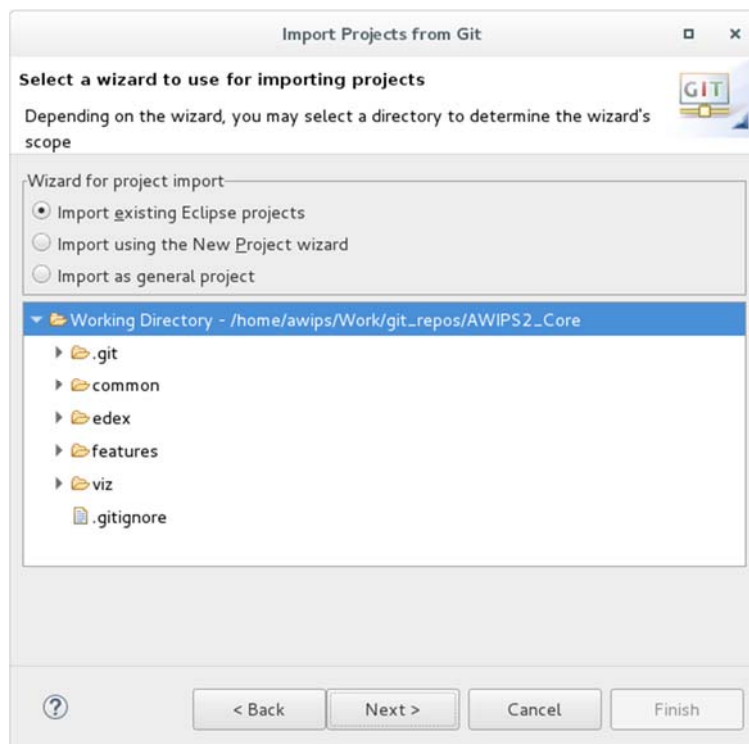 Import Projects from Git
Select a wizard to use for importing projects
Depending on the wizard, you may select a directory to determine the wizard's
scope
GIT
Wizard for project import
Import existing Eclipse projects
Import using the New Project wizard
Import as general project
Working Directory - /home/awips/Work/git_repos/AWIPS2_Core
.git
common
edex
features
viz
.gitignore
? < Back Next > Cancel Finish